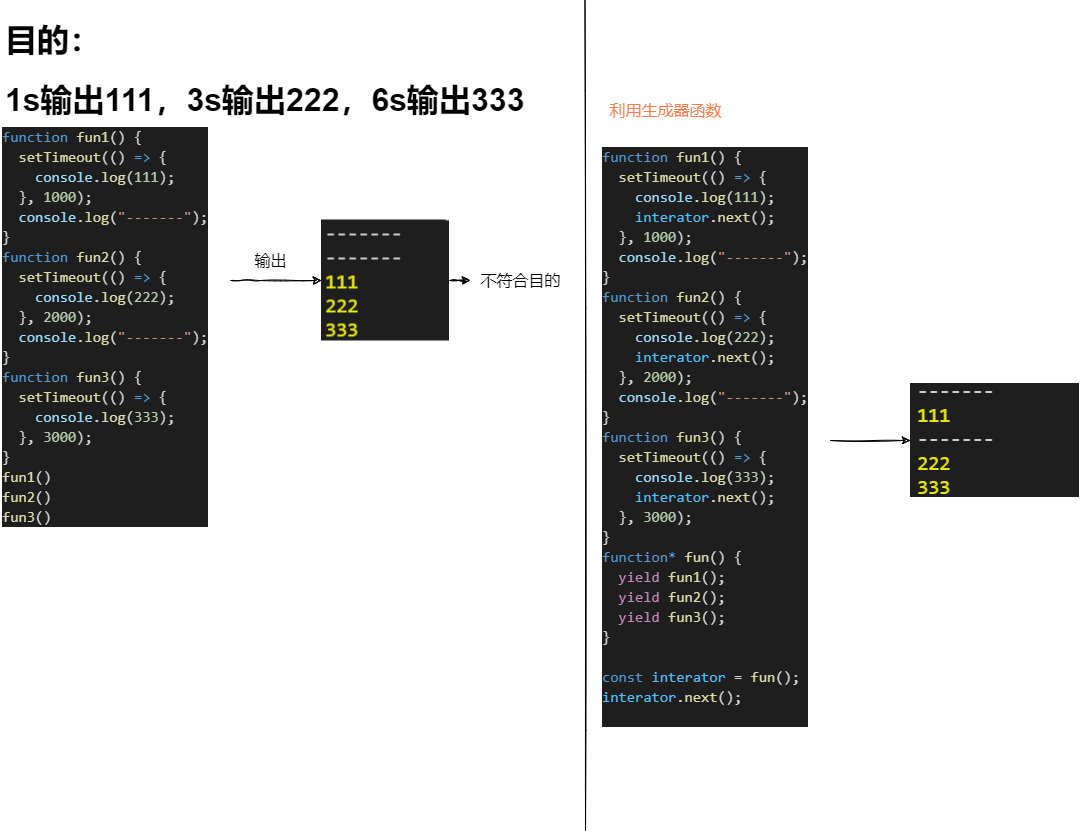 目的：
1s输出111，3s输出222，6s输出333
function fun1() {
  setTimeout(() => {
    console.log(111);
  }, 1000);
  console.log("-------");
}
function fun2() {
  setTimeout(() => {
    console.log(222);
  }, 2000);
  console.log("-------");
}
function fun3() {
  setTimeout(() => {
    console.log(333);
  }, 3000);
}
fun1()
fun2()
fun3()
输出
-------
-------
111
222
333
不符合目的
利用生成器函数
function fun1() {
  setTimeout(() => {
    console.log(111);
    interator.next();
  }, 1000);
  console.log("-------");
}
function fun2() {
  setTimeout(() => {
    console.log(222);
    interator.next();
  }, 2000);
  console.log("-------");
}
function fun3() {
  setTimeout(() => {
    console.log(333);
    interator.next();
  }, 3000);
}
function* fun() {
  yield fun1();
  yield fun2();
  yield fun3();
}
const interator = fun();
interator.next();
-------
111
-------
222
333